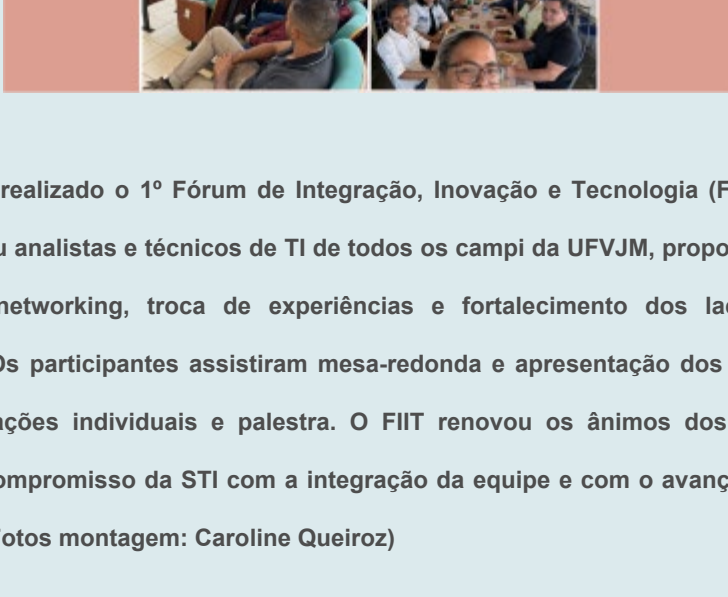 realizado o 1º Fórum de Integração, Inovação e Tecnologia (F
u analistas e técnicos de TI de todos os campi da UFVJM, propo
networking, troca de experiências e fortalecimento dos la
Os participantes assistiram mesa-redonda e apresentação dos
ações individuais e palestra. O FIIT renovou os ânimos dos
ompromisso da STI com a integração da equipe e com o avanç
otos montagem: Caroline Queiroz)